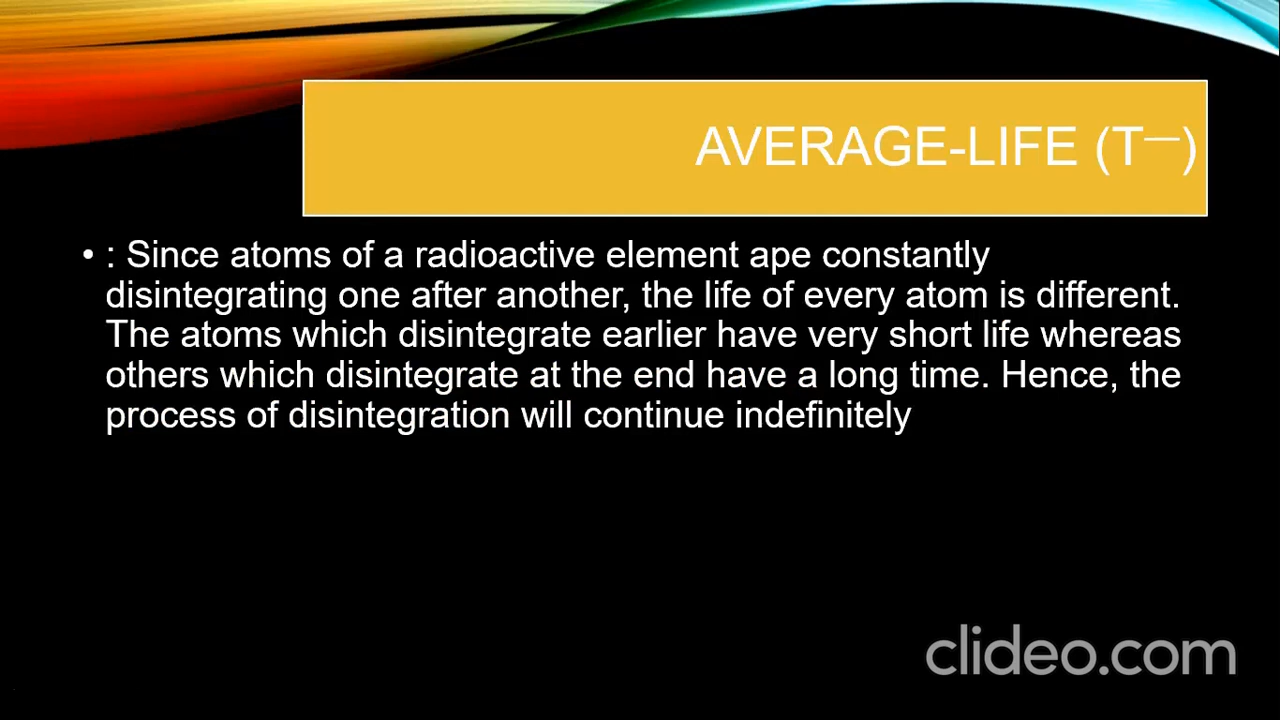 AVERAGE-LIFE (T—)
• : Since atoms of a radioactive element ape constantly
disintegrating one after another, the life of every atom is different.
The atoms which disintegrate earlier have very short life whereas
others which disintegrate at the end have a long time. Hence, the
process of disintegration will continue indefinitely
clideo.com